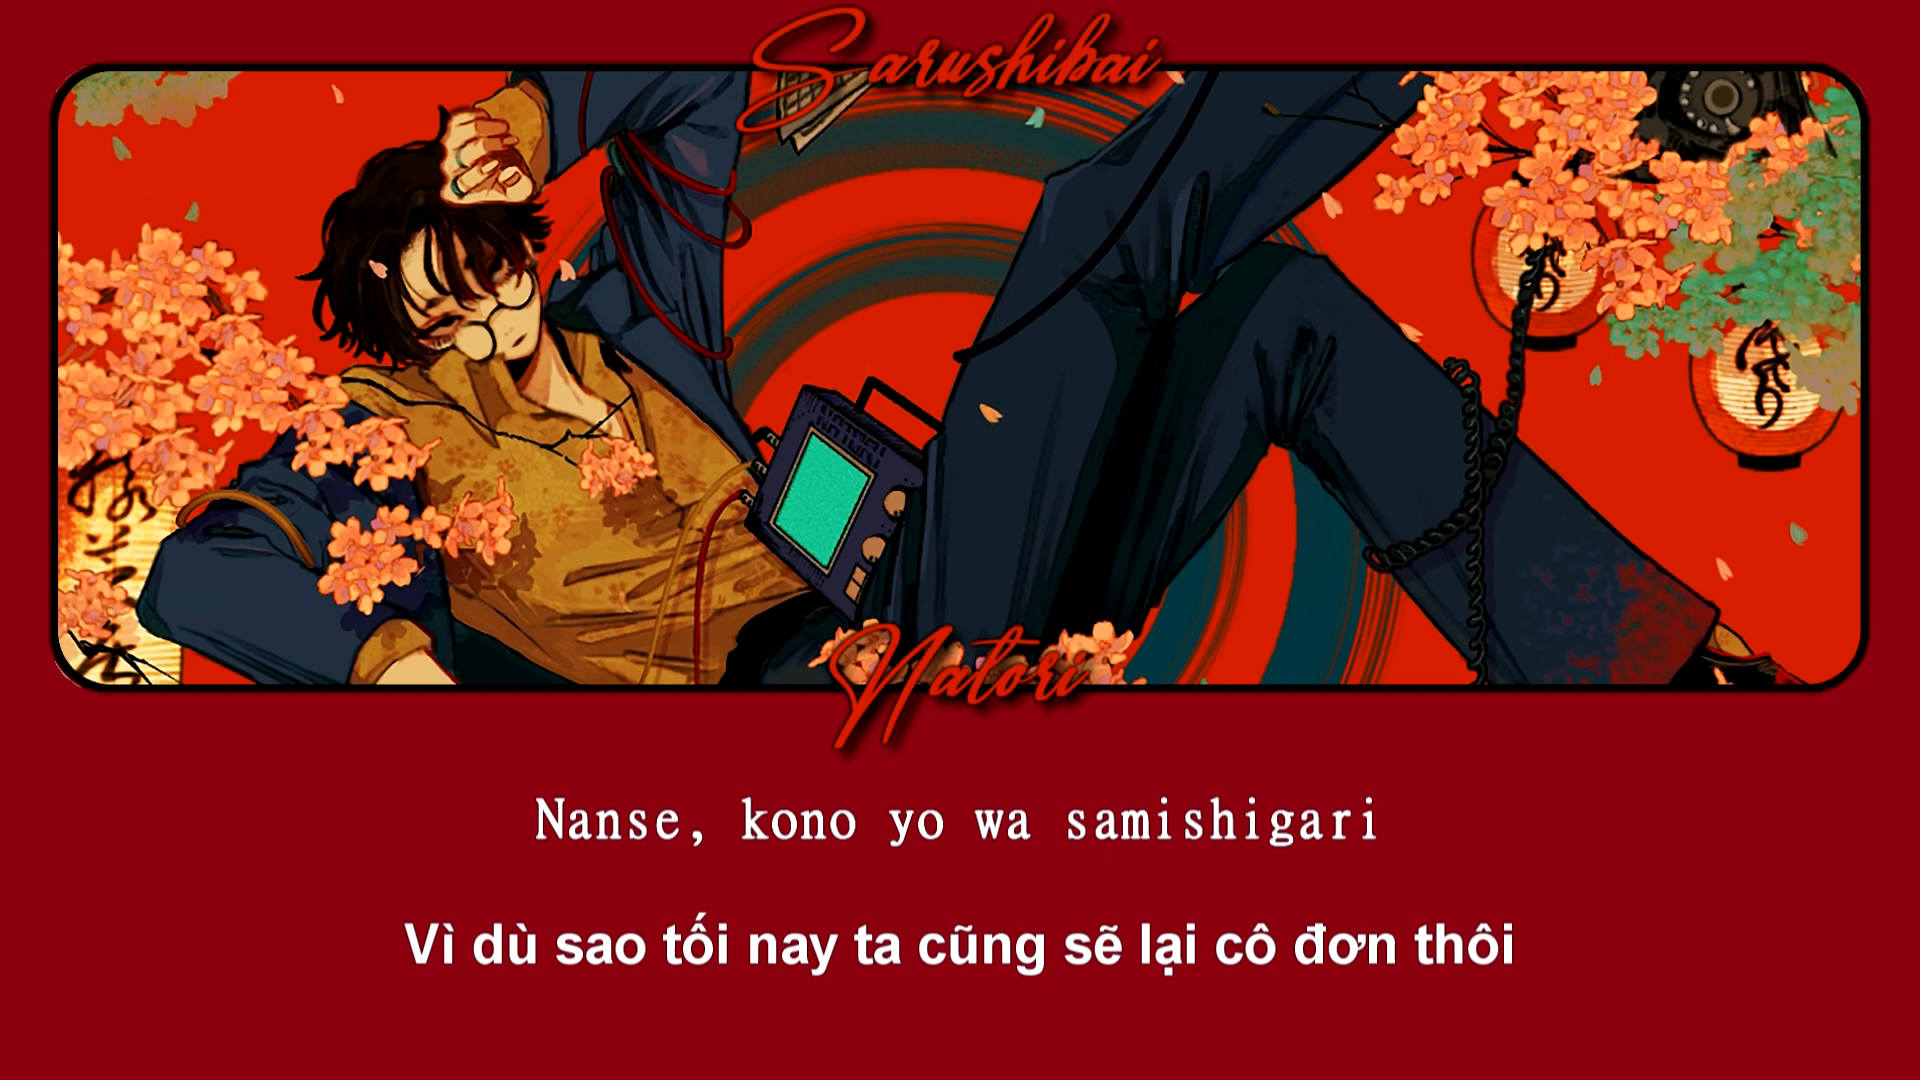 Sarushibai
Natori
Nanse, kono yo wa samishigari
Vì dù sao tối nay ta cũng sẽ lại cô đơn thôi